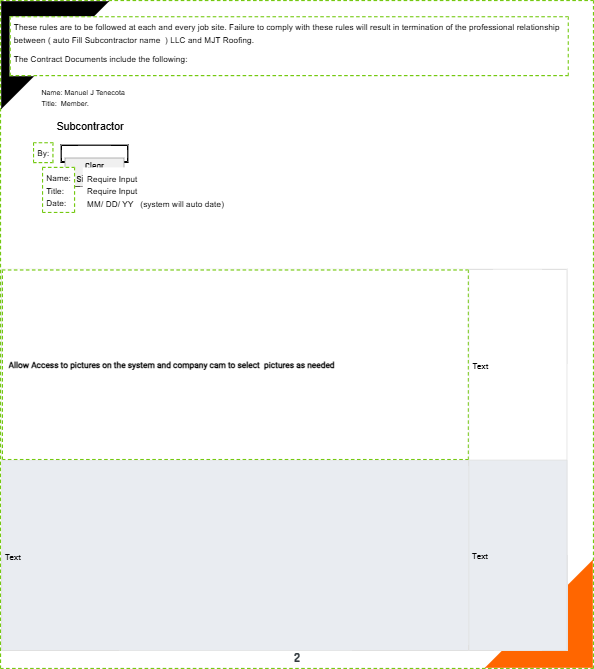 These rules are to be followed at each and every job site. Failure to comply with these rules will result in termination of the professional relationship
between ( auto Fill Subcontractor name ) LLC and MJT Roofing.
The Contract Documents include the following:
Name: Manuel J Tenecota
Title: Member.
Subcontractor
By:
Clear
Name: Si Require Input
Title: Require Input
Date: MM/ DD/ YY (system will auto date)
Allow Access to pictures on the system and company cam to select pictures as needed
Text
Text
Text
2